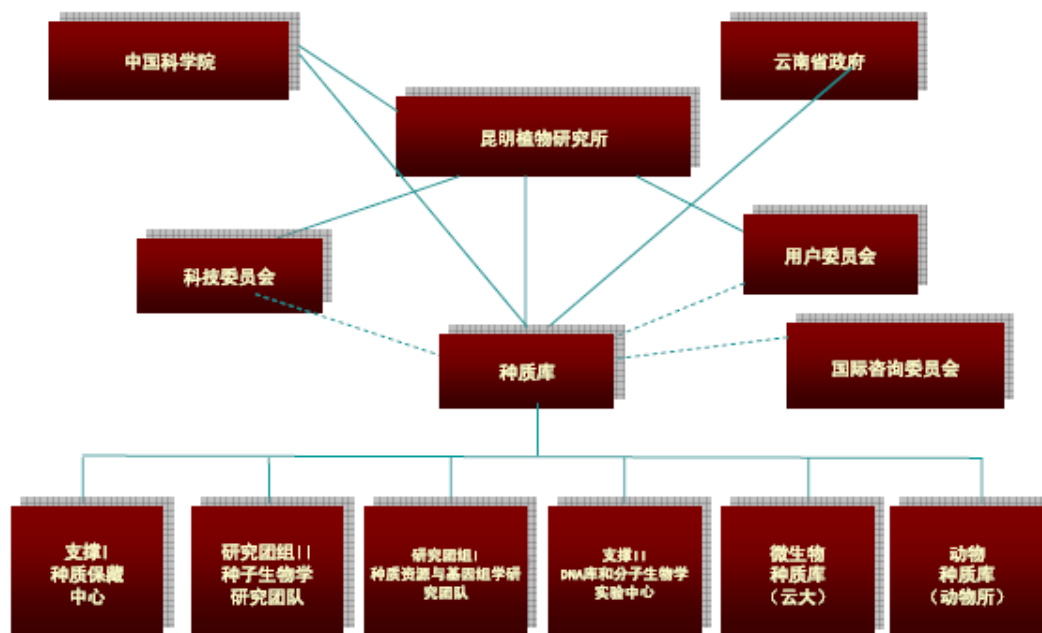 中国科学院
云南省政府
昆明植物研究所
科技委员会
用户委员会
种质库
国际咨询委员会
支撑I
种质保藏
中心
研究团组II
种子生物学
研究团队
研究团组I
种质资源与基因组学研
究团队
支撑II
DNA库和分子生物学
实验中心
微生物
种质库
（云大）
动物
种质库
（动物所）